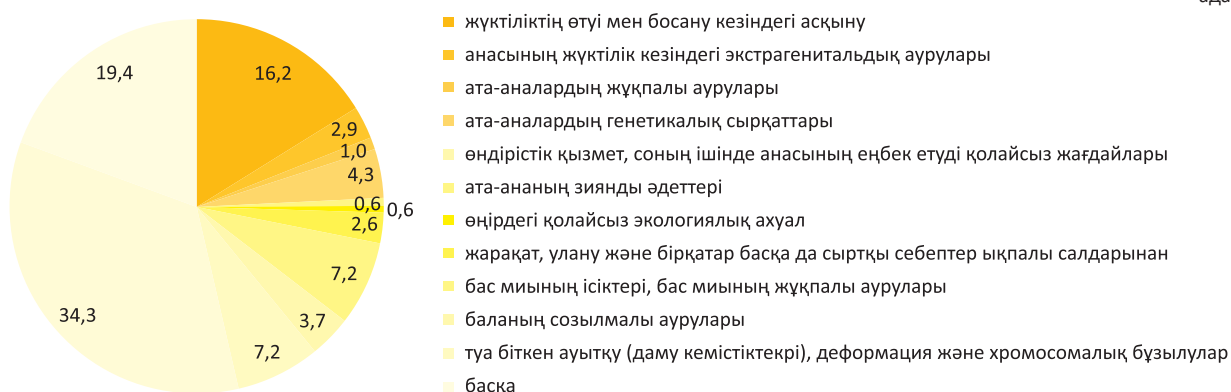 ада
19,4
16,2
2,9
1,0
4,3
0,6
0,6
2,6
7,2
3,7
7,2
34,3
жүктіліктің өтуі мен босану кезіндегі асқыну
анасының жүктілік кезіндегі экстрагенитальдық аурулары
ата-аналардың жұқпалы аурулары
ата-аналардың генетикалық сырқаттары
өндірістік қызмет, соның ішінде анасының еңбек етуді қолайсыз жағдайлары
ата-ананың зиянды әдеттері
өңірдегі қолайсыз экологиялық ахуал
жарақат, улану және бірқатар басқа да сыртқы себептер ықпалы салдарынан
бас миының ісіктері, бас миының жұқпалы аурулары
баланың созылмалы аурулары
туа біткен ауытқу (даму кемістіктекрі), деформация және хромосомалық бұзылулар
басқа